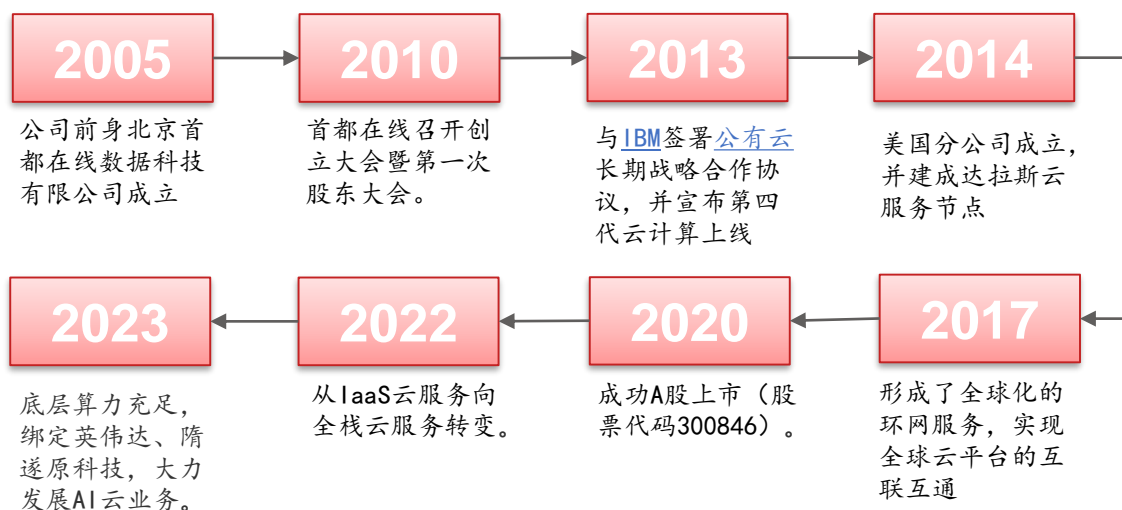 2005
公司前身北京首
都在线数据科技
有限公司成立
2010
首都在线召开创
立大会暨第一次
股东大会。
2013
与IBM签署公有云
长期战略合作协
议，并宣布第四
代云计算上线
2014
美国分公司成立，
并建成达拉斯云
服务节点
2017
形成了全球化的
环网服务，实现
全球云平台的互
联互通
2020
成功A股上市（股
票代码300846）。
2022
从IaaS云服务向
全栈云服务转变。
2023
底层算力充足，
绑定英伟达、隋
遂原科技，大力
发展AI云业务。